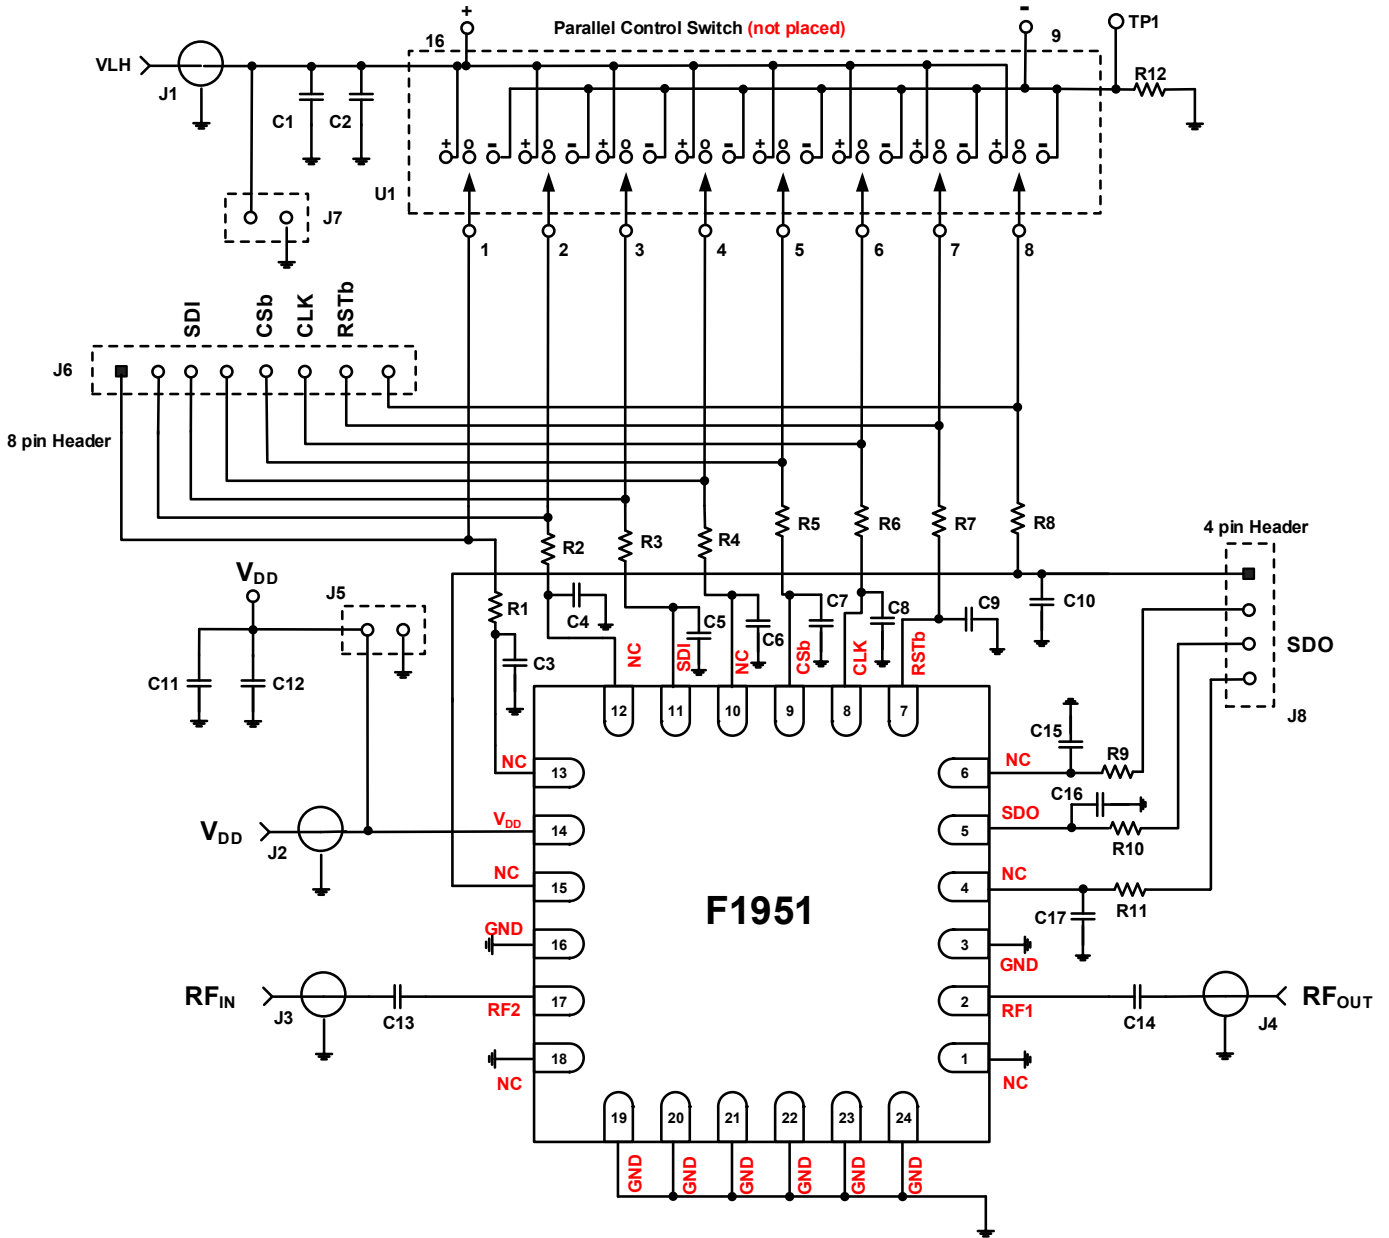 +
Parallel Control Switch (not placed)
-
16
9
TP1
VLH
J1
C1
C2
R12
+ o - + o - + o - + o - + o - + o - + o - + o -
U1
J7
1
2
3
4
5
6
7
8
SDI
CSb
CLK
RSTb
J6
8 pin Header
R2
R3
R4
R5
R6
R7
R8
4 pin Header
VDD
J5
R1
C4
C5
C6
C7
C8
C9
C10
C3
NC
SDI
NC
CSb
CLK
RSTb
SDO
J8
C11
C12
12
11
10
9
8
7
C15
R9
NC
13
6
NC
C16
VDD
J2
VDD
14
5
SDO
R10
NC
15
4
NC
R11
F1951
C17
GND
16
3
GND
RFIN
J3
C13
RF2
17
2
RF1
C14
J4
RFOUT
18
NC
1
NC
19
20
21
22
23
24
GND
GND
GND
GND
GND
GND